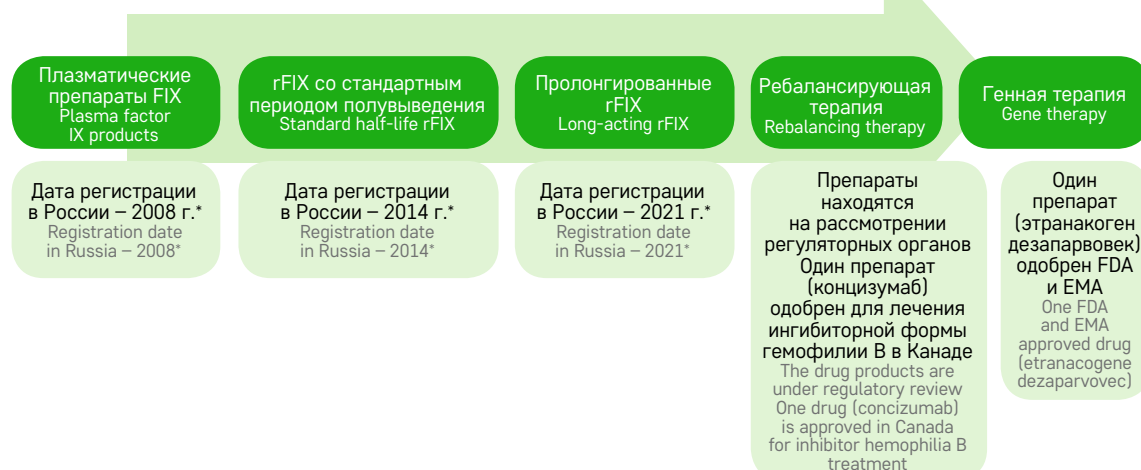 Плазматические
препараты FIX
Plasma factor
IX products
rFIX со стандартным
периодом полувыведения
Standard half-life rFIX
Пролонгированные
rFIX
Long-acting rFIX
Ребалансирующая
терапия
Rebalancing therapy
Генная терапия
Gene therapy
Дата регистрации
в России – 2008 г.*
Registration date
in Russia – 2008*
Дата регистрации
в России – 2014 г.*
Registration date
in Russia – 2014*
Дата регистрации
в России – 2021 г.*
Registration date
in Russia – 2021*
Препараты
находятся
на рассмотрении
регуляторных органов
Один препарат
(концизумаб)
одобрен для лечения
ингибиторной формы
гемофилии B в Канаде
The drug products are
under regulatory review
One drug (concizumab)
is approved in Canada
for inhibitor hemophilia B
treatment
Один
препарат
(этранакоген
дезапарвовек)
одобрен FDA
и EMA
One FDA
and EMA
approved drug
(etranacogene
dezaparvovec)